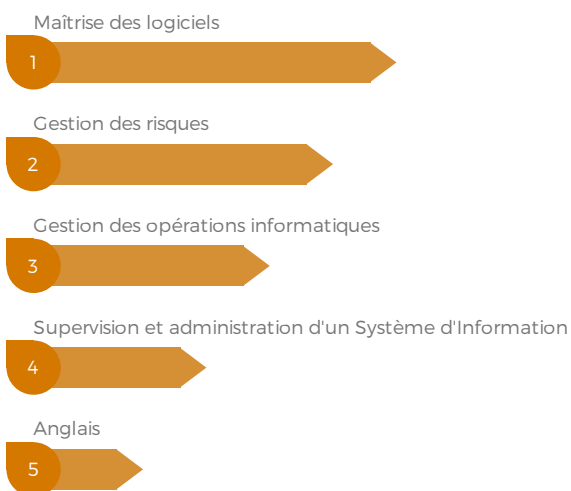 Maîtrise des logiciels
1
Gestion des risques
2
Gestion des opérations informatiques
3
Supervision et administration d'un Système d'Information
4
Anglais
5